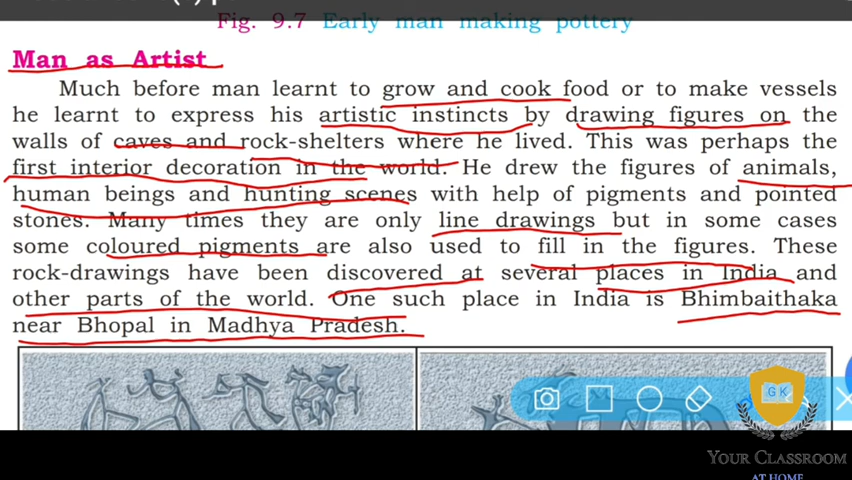 Fig. 9.7 Early man making pottery
Man as Artist
Much before man learnt to grow and cook food or to make vessels
he learnt to express his artistic instincts by drawing figures on the
walls of caves and rock-shelters where he lived. This was perhaps the
first interior decoration in the world. He drew the figures of animals,
human beings and hunting scenes with help of pigments and pointed
stones. Many times they are only line drawings but in some cases
some coloured pigments are also used to fill in the figures. These
rock-drawings have been discovered at several places in India and
other parts of the world. One such place in India is Bhimbaithaka
near Bhopal in Madhya Pradesh.
G K
YOUR CLASSROOM
AT HOME